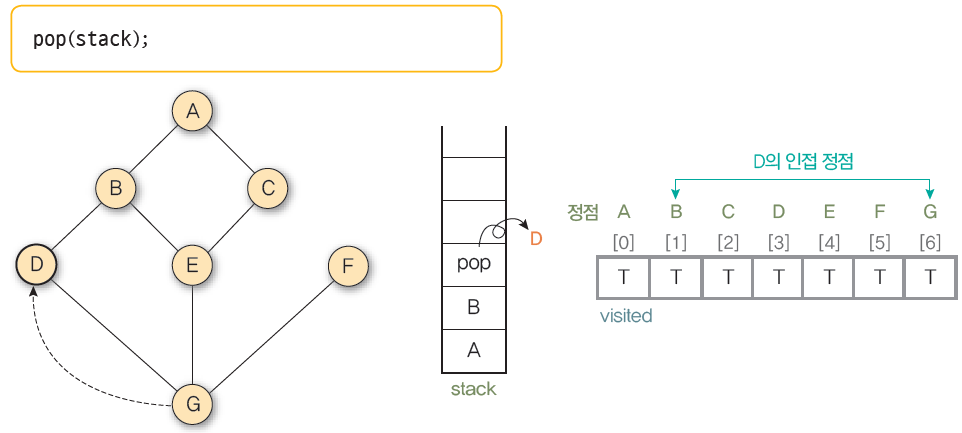 pop(stack);
A
B
C
D
E
F
G
pop
B
A
stack
D
D의 인접 정점
정점 A B C D E F G
[0] [1] [2] [3] [4] [5] [6]
T T T T T T T
visited